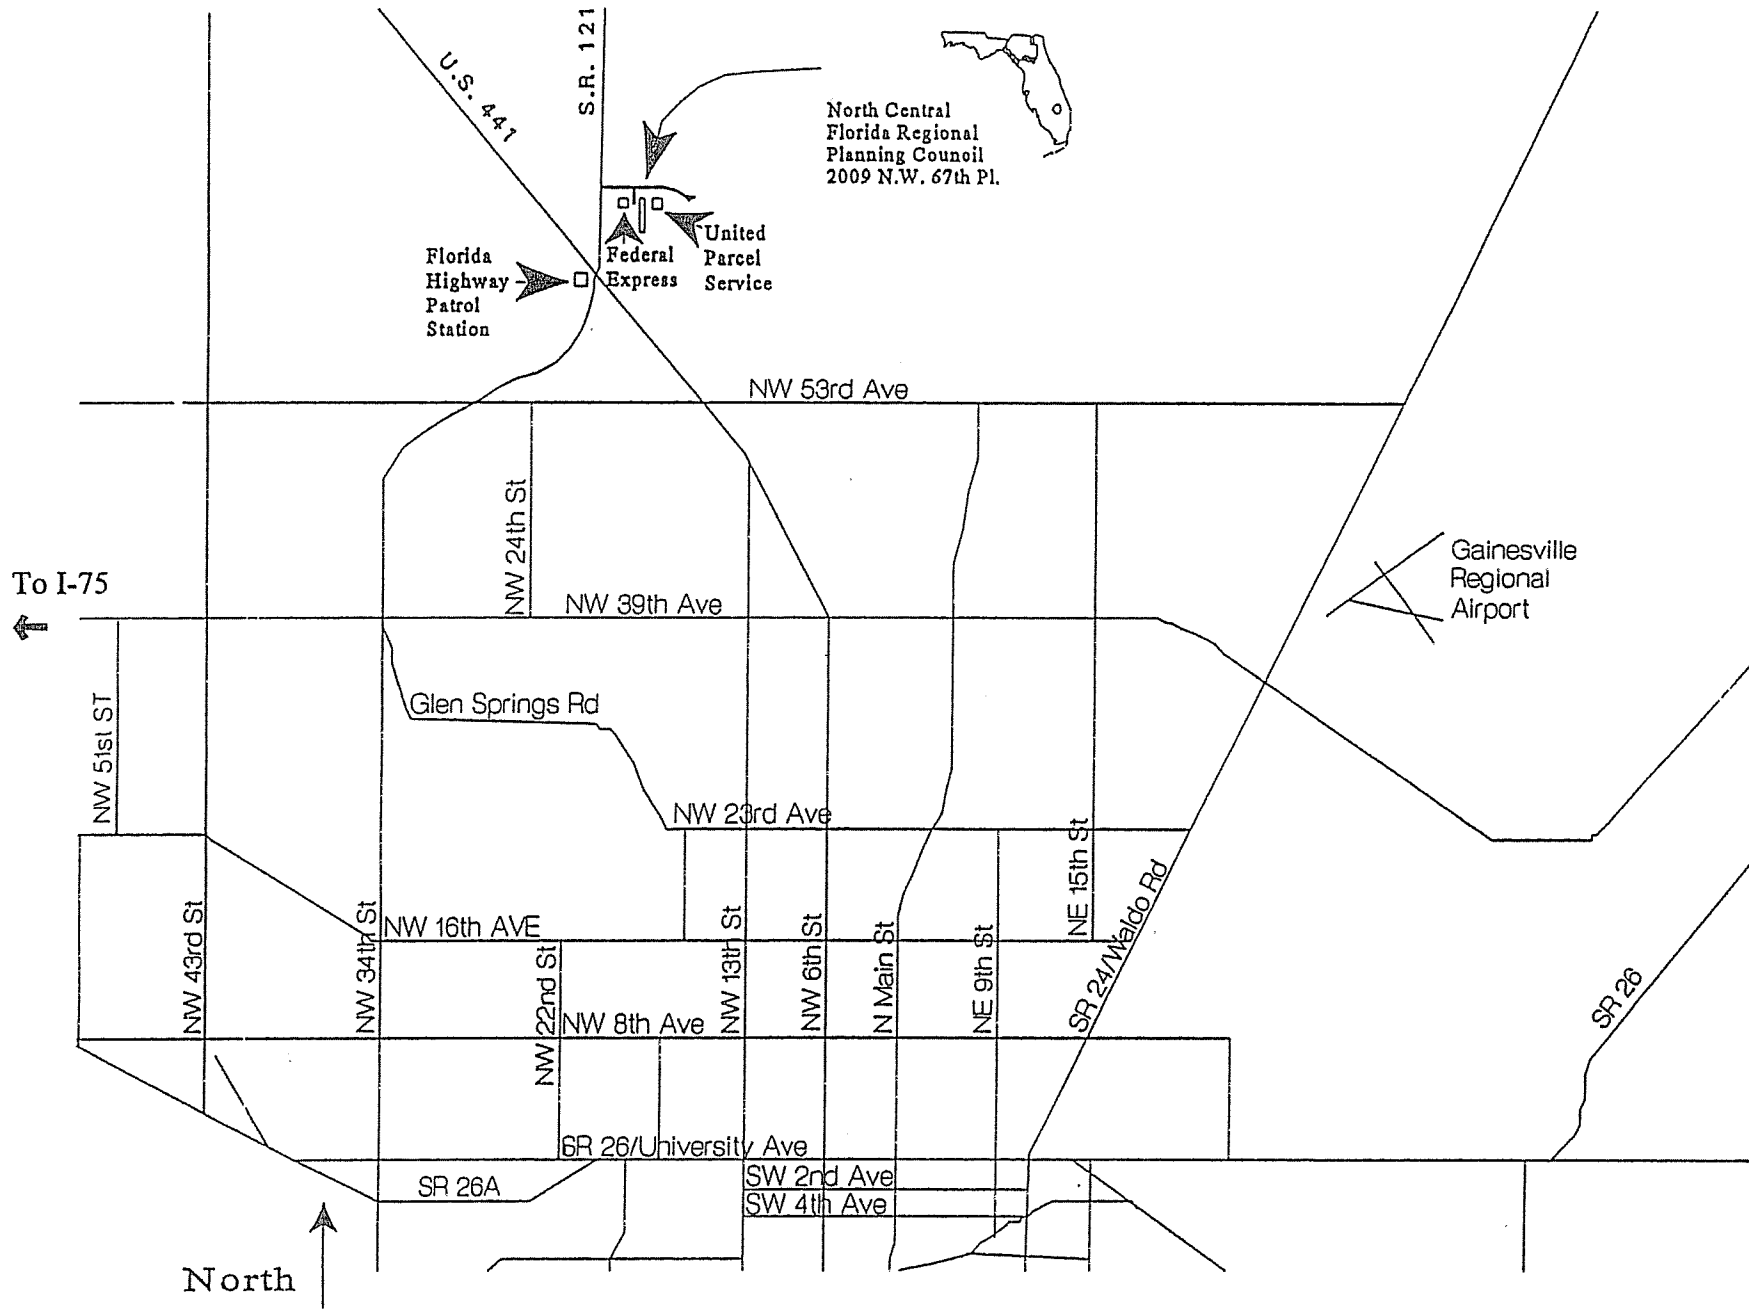 U.S. 441
S.R. 121
North Central
Florida Regional
Planning Counoil
2009 N.W. 67th Pl.
Florida
Highway
Patrol
Station
Federal
Express
United
Parcel
Service
NW 53rd Ave
NW 24th St
To I-75
NW 39th Ave
Gainesville
Regional
Airport
NW 51st ST
Glen Springs Rd
NW 23rd Ave
NE 15th St
SR 24/Waldo Rd
NW 43rd St
NW 34th St
NW 16th AVE
NW 22nd St
NW 13th St
NW 6th St
N Main St
NE 9th St
SR 26
NW 8th Ave
SR 26/University Ave
SR 26A
SW 2nd Ave
SW 4th Ave
North